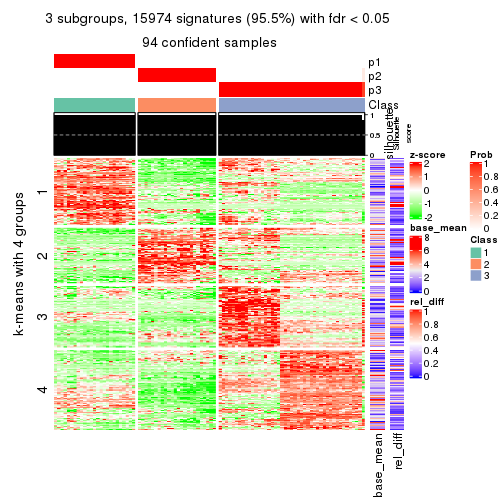 3 subgroups, 15974 signatures (95.5%) with fdr < 0.05
94 confident samples
p1
p2
p3
Class
1
0.5
0
silhouette
Silhouette
score
k-means with 4 groups
1
2
3
4
base_mean
rel_diff
z-score
2
1
0
-1
-2
base_mean
8
6
4
2
0
rel_diff
1
0.8
0.6
0.4
0.2
0
Prob
1
0.8
0.6
0.4
0.2
0
Class
1
2
3